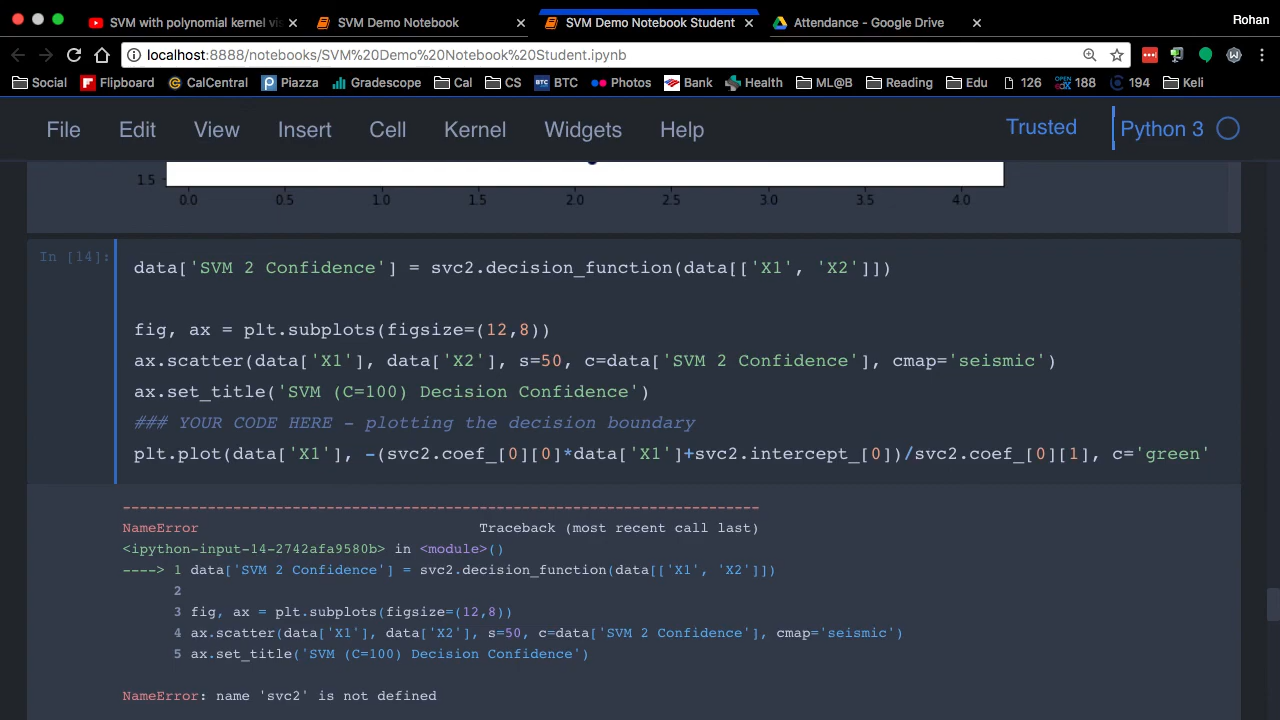 SVM with polynomial kernel vis
SVM Demo Notebook
SVM Demo Notebook Student
Attendance - Google Drive
Rohan
localhost:8888/notebooks/SVM%20Demo%20Notebook%20Student.ipynb
Social Flipboard CalCentral Piazza Gradescope Cal CS BTC BTC Photos Bank Health ML@B Reading Edu 126 188 194 Keli
File Edit View Insert Cell Kernel Widgets Help Trusted Python 3
1.5
0.0 0.5 1.0 1.5 2.0 2.5 3.0 3.5 4.0
In [14]:
data['SVM 2 Confidence'] = svc2.decision_function(data[['X1', 'X2']])
fig, ax = plt.subplots(figsize=(12,8))
ax.scatter(data['X1'], data['X2'], s=50, c=data['SVM 2 Confidence'], cmap='seismic')
ax.set_title('SVM (C=100) Decision Confidence')
### YOUR CODE HERE - plotting the decision boundary
plt.plot(data['X1'], -(svc2.coef_[0][0]*data['X1']+svc2.intercept_[0])/svc2.coef_[0][1], c='green'
---------------------------------------------------------------------------
NameError Traceback (most recent call last)
<ipython-input-14-2742afa9580b> in <module>()
----> 1 data['SVM 2 Confidence'] = svc2.decision_function(data[['X1', 'X2']])
2
3 fig, ax = plt.subplots(figsize=(12,8))
4 ax.scatter(data['X1'], data['X2'], s=50, c=data['SVM 2 Confidence'], cmap='seismic')
5 ax.set_title('SVM (C=100) Decision Confidence')
NameError: name 'svc2' is not defined